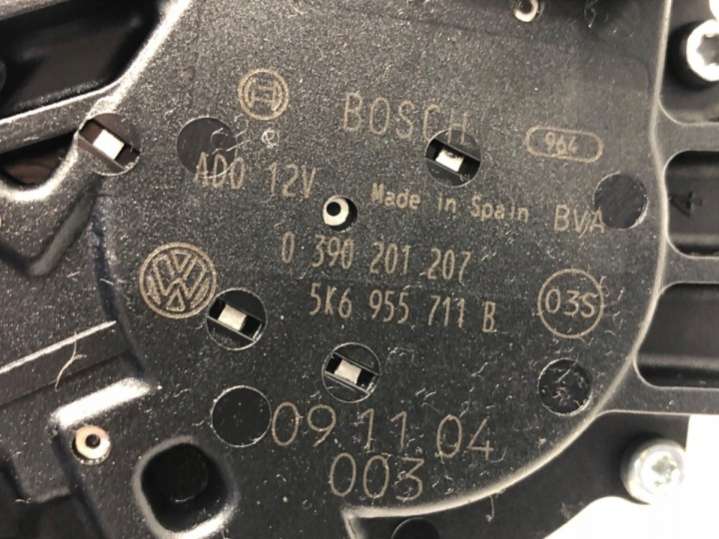 BOSCH
964
ADO 12V
Made in Spain
BVA
4
0 390 201 207
5K6 955 711 B
03S
09 11 04
003